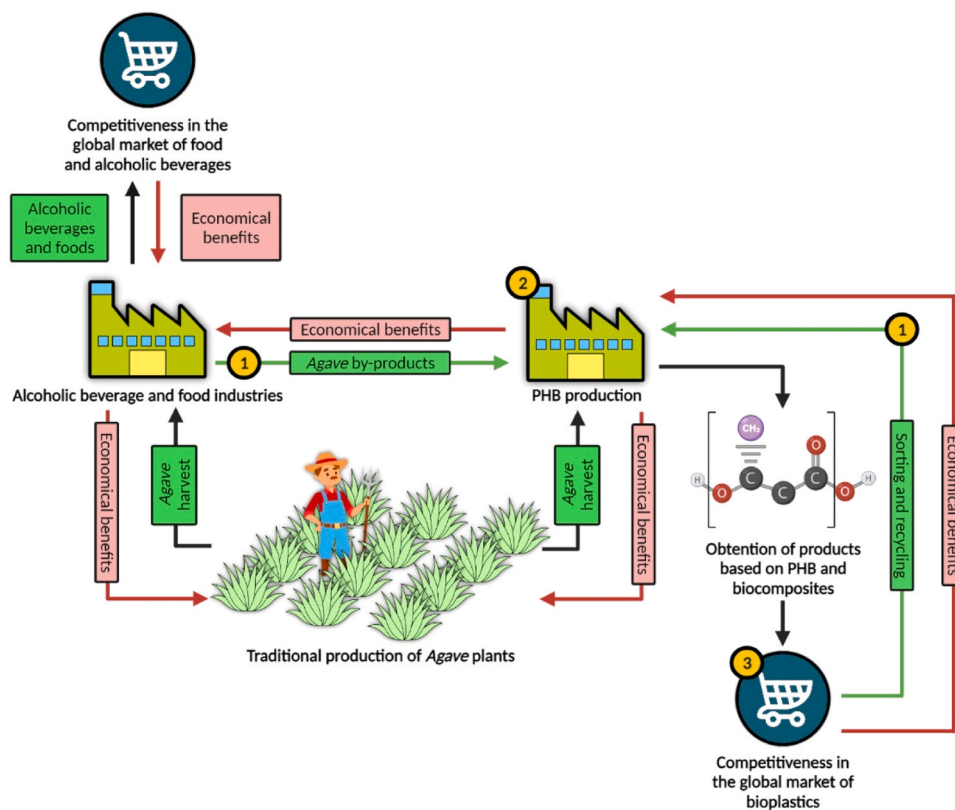 Competitiveness in the
global market of food
and alcoholic beverages
Alcoholic
beverages
and foods
Economical
benefits
2
1
Economical benefits
1
Agave by-products
Alcoholic beverage and food industries
PHB production
Economical benefits
Agave
harvest
Agave
harvest
Economical benefits
CH₃
O
C
C
C
H
O
O
H
Sorting and recycling
Economical benefits
Obtention of products
based on PHB and
biocomposites
Traditional production of Agave plants
3
Competitiveness in
the global market of
bioplastics